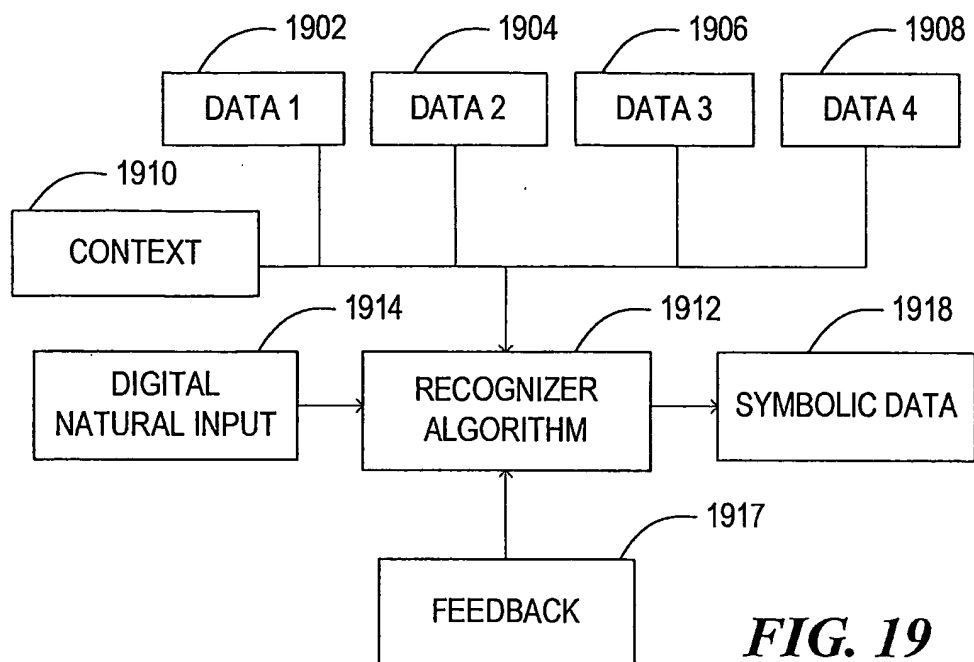 1902
1904
1906
1908
DATA 1
DATA 2
DATA 3
DATA 4
1910
CONTEXT
1914
1912
1918
DIGITAL
NATURAL INPUT
RECOGNIZER
ALGORITHM
SYMBOLIC DATA
1917
FEEDBACK
FIG. 19